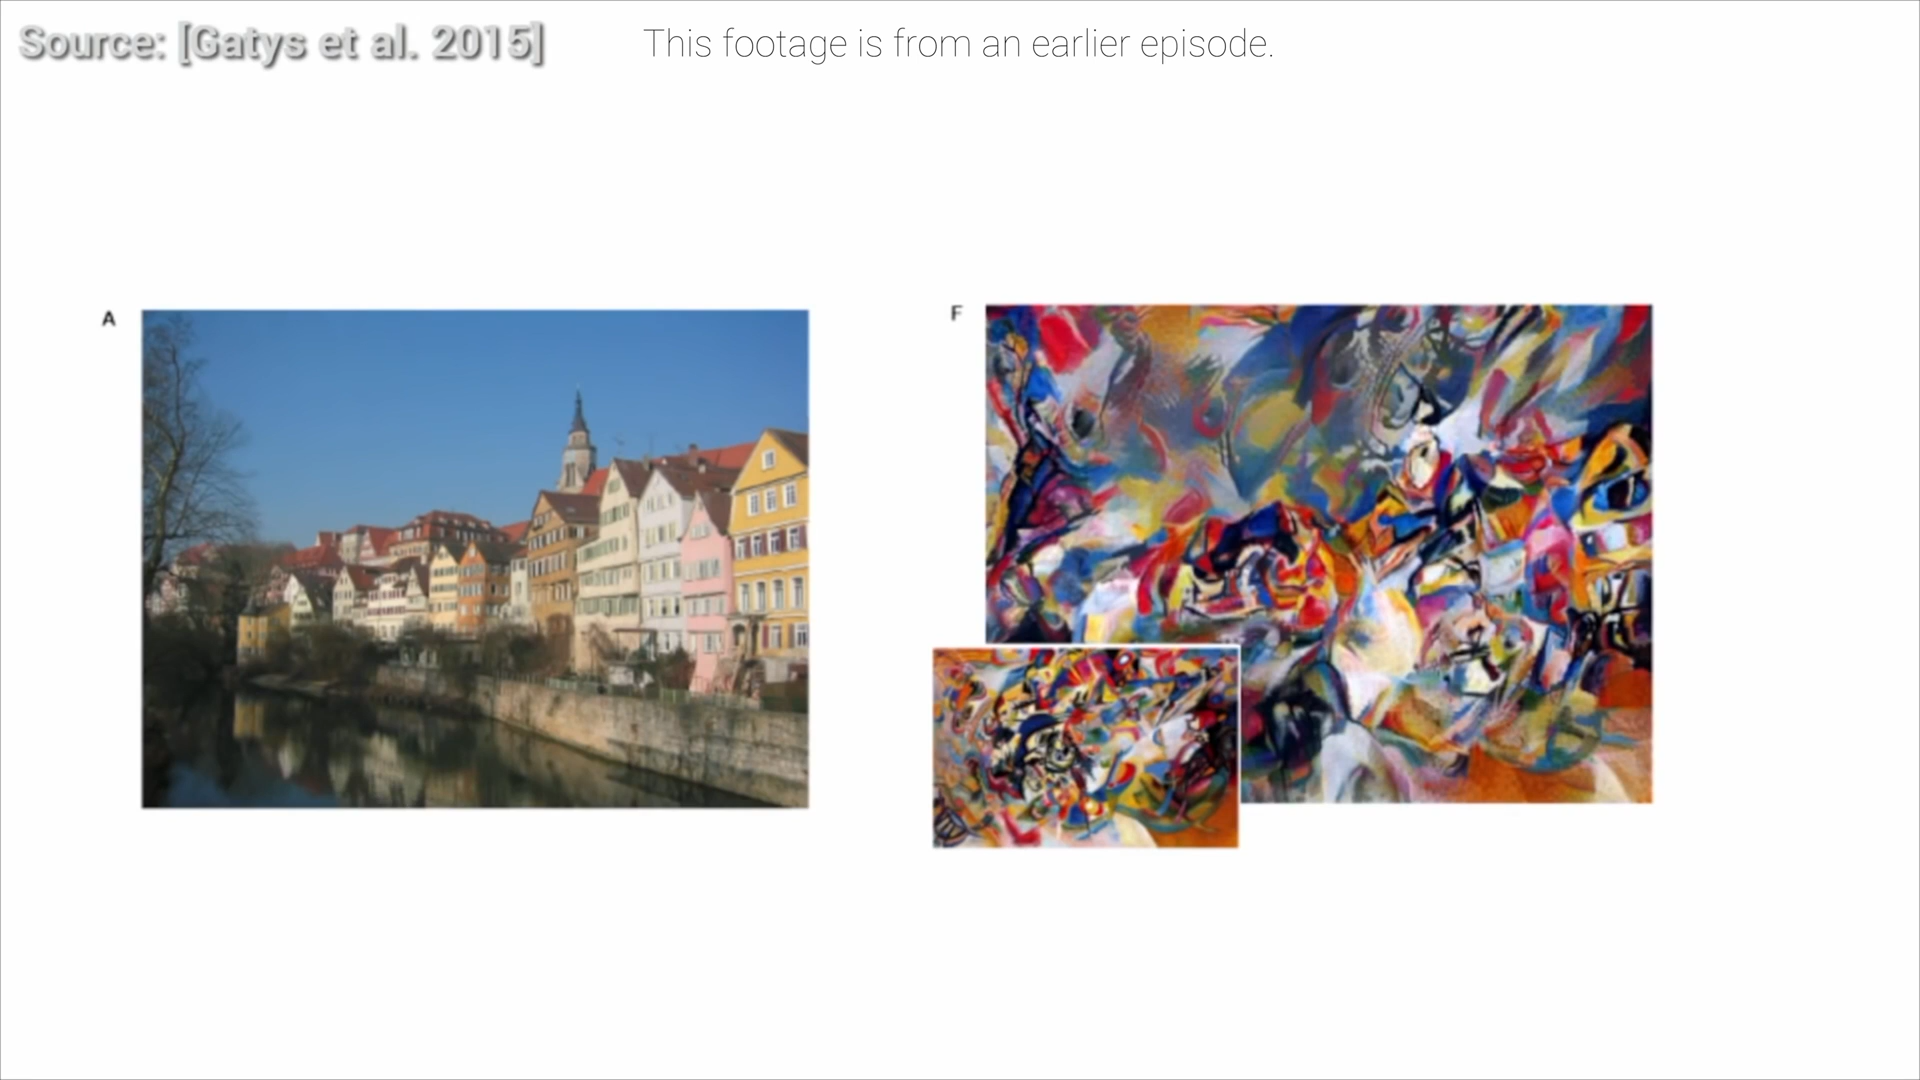 Source: [Gatys et al. 2015]
This footage is from an earlier episode.
A
F